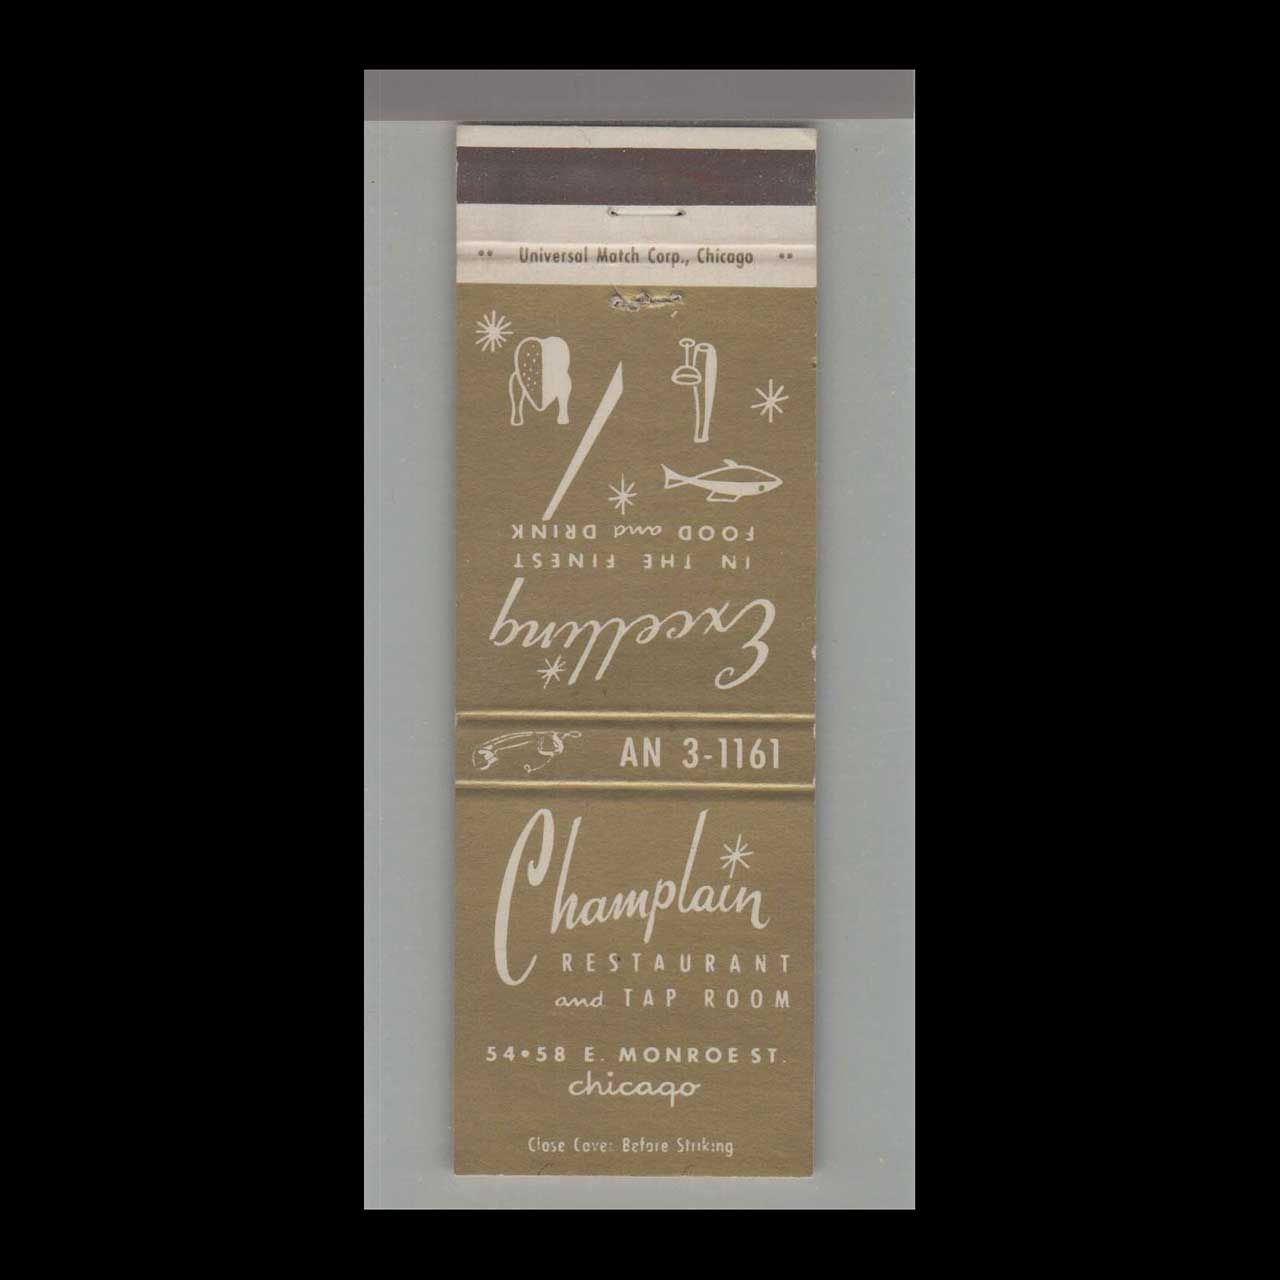 Universal Match Corp., Chicago
Excelling
IN THE FINEST
FOOD and DRINK
AN 3-1161
Champlain
RESTAURANT
and TAP ROOM
54•58 E. MONROE ST.
chicago
Close Cover Before Striking